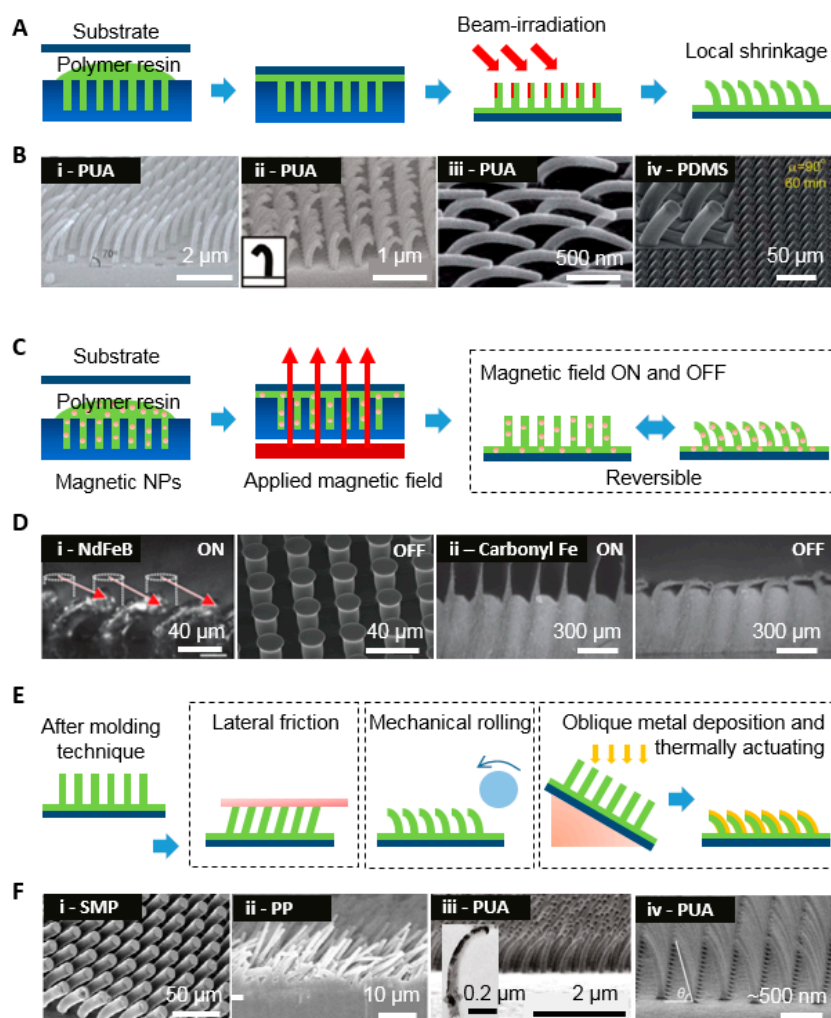 A
Substrate
Polymer resin
Beam-irradiation
Local shrinkage
B
i - PUA
70°
2 μm
ii - PUA
1 μm
iii - PUA
500 nm
iv - PDMS
α=90°
60 min
50 μm
C
Substrate
Polymer resin
Magnetic NPs
Applied magnetic field
Magnetic field ON and OFF
Reversible
D
i - NdFeB
ON
40 μm
OFF
40 μm
ii – Carbonyl Fe
ON
300 μm
OFF
300 μm
E
After molding
technique
Lateral friction
Mechanical rolling
Oblique metal deposition and
thermally actuating
F
i - SMP
50 μm
ii - PP
10 μm
iii - PUA
0.2 μm
2 μm
iv - PUA
θ
~500 nm